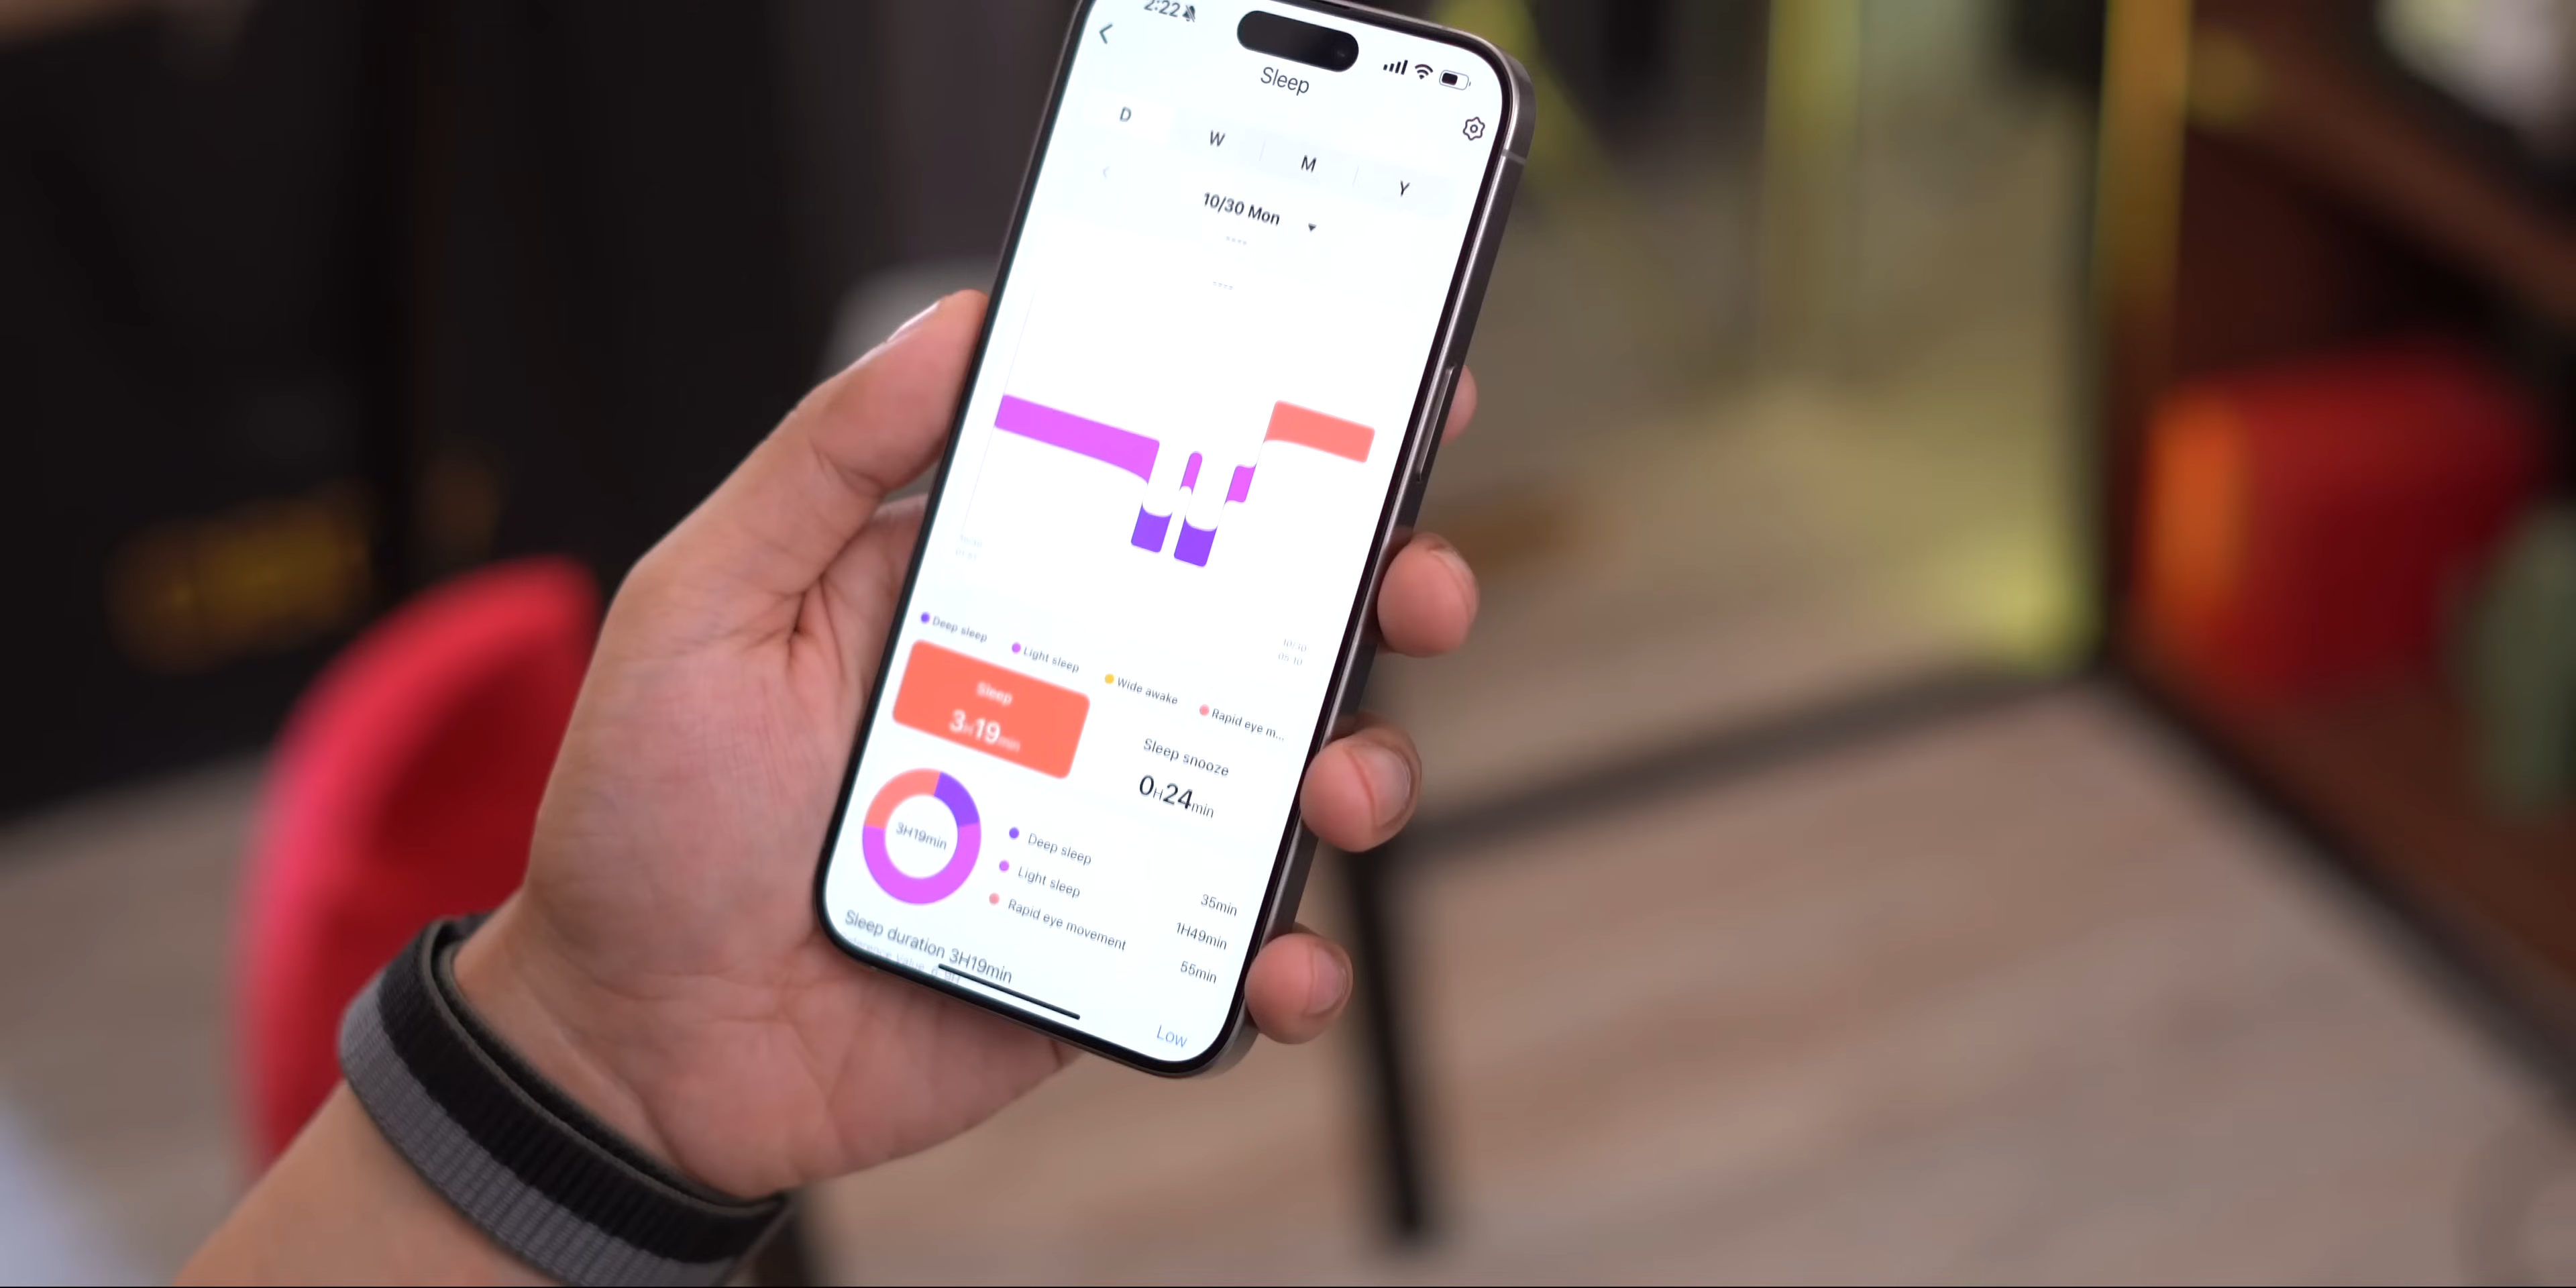 2:22
Sleep
D W M Y
10/30 Mon
Deep sleep Light sleep Wide awake Rapid eye m...
Sleep
3H19min
Sleep snooze
0H24min
3H19min
Deep sleep 35min
Light sleep 1H49min
Rapid eye movement 55min
Sleep duration 3H19min
Low